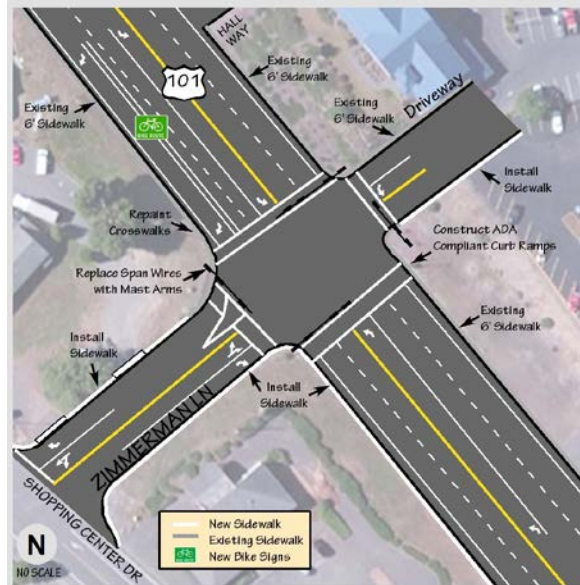 HALL
WAY
101
Existing
6' Sidewalk
Existing
6' Sidewalk
Driveway
Existing
6' Sidewalk
BIKE ROUTE
Install
Sidewalk
Repaint
Crosswalks
Construct ADA
Compliant Curb Ramps
Replace Span Wires
with Mast Arms
Existing
6' Sidewalk
Install
Sidewalk
Install
Sidewalk
ZIMMERMAN LN
SHOPPING CENTER DR
New Sidewalk
Existing Sidewalk
New Bike Signs
N
NO SCALE